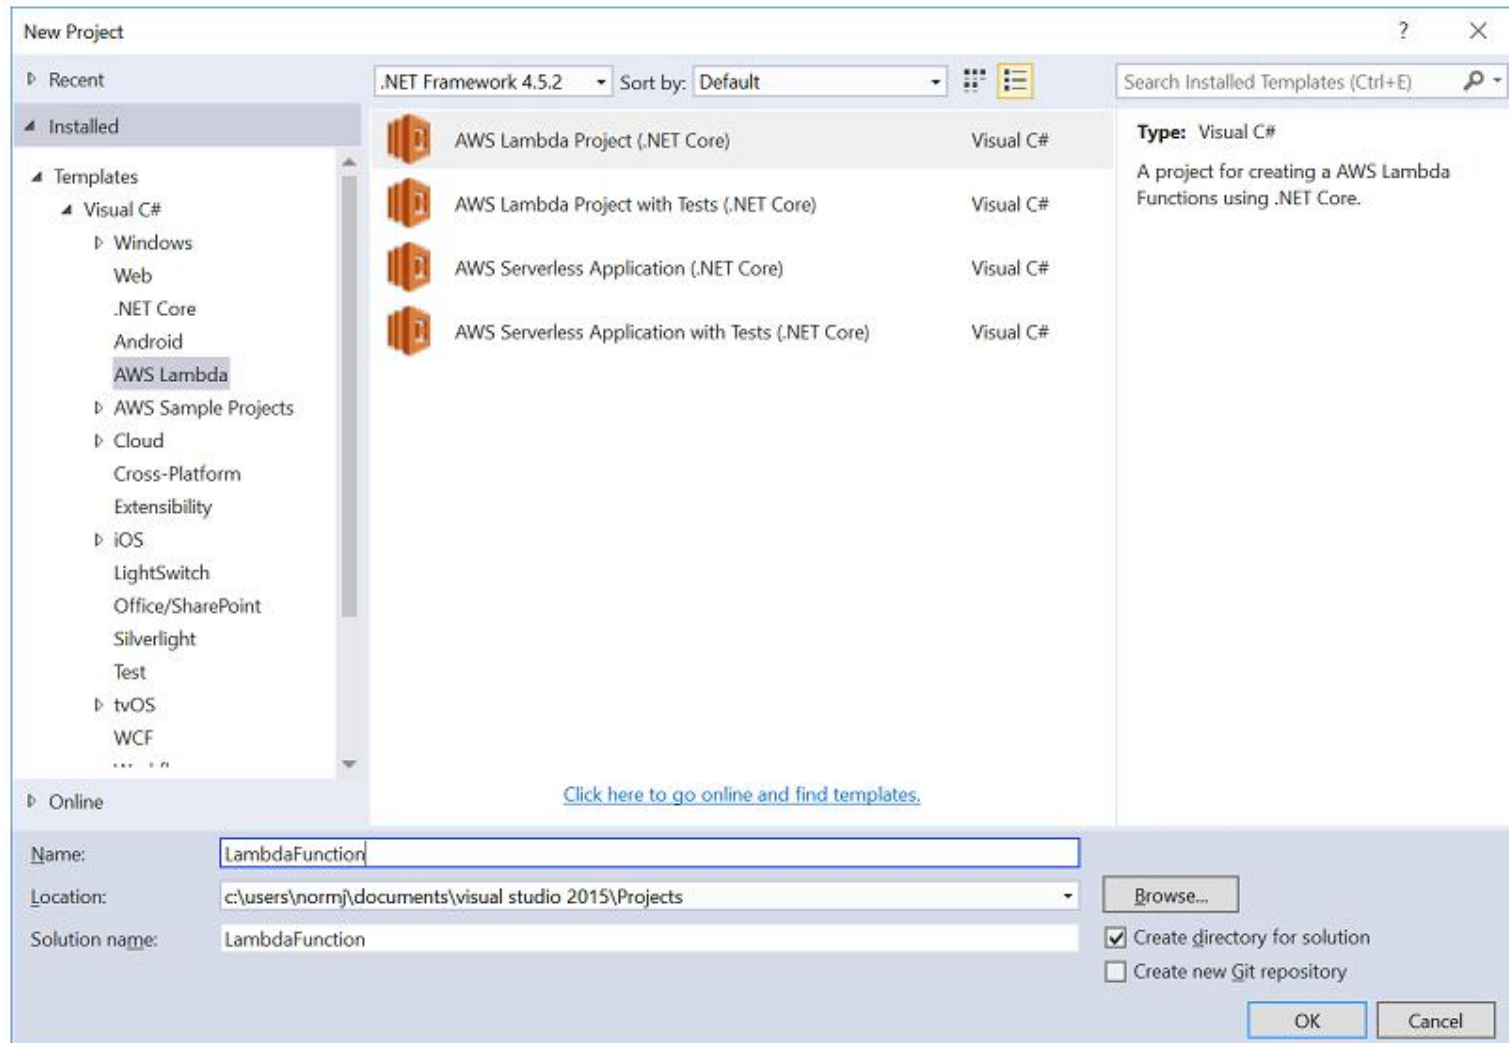 New Project
?
Recent
.NET Framework 4.5.2
Sort by: Default
Search Installed Templates (Ctrl+E)
Installed
Templates
Visual C#
Windows
Web
.NET Core
Android
AWS Lambda
AWS Sample Projects
Cloud
Cross-Platform
Extensibility
iOS
LightSwitch
Office/SharePoint
Silverlight
Test
tvOS
WCF
Online
AWS Lambda Project (.NET Core) Visual C#
AWS Lambda Project with Tests (.NET Core) Visual C#
AWS Serverless Application (.NET Core) Visual C#
AWS Serverless Application with Tests (.NET Core) Visual C#
Click here to go online and find templates.
Type: Visual C#
A project for creating a AWS Lambda
Functions using .NET Core.
Name: LambdaFunction
Location: c:\users\normj\documents\visual studio 2015\Projects
Browse...
Solution name: LambdaFunction
Create directory for solution
Create new Git repository
OK
Cancel